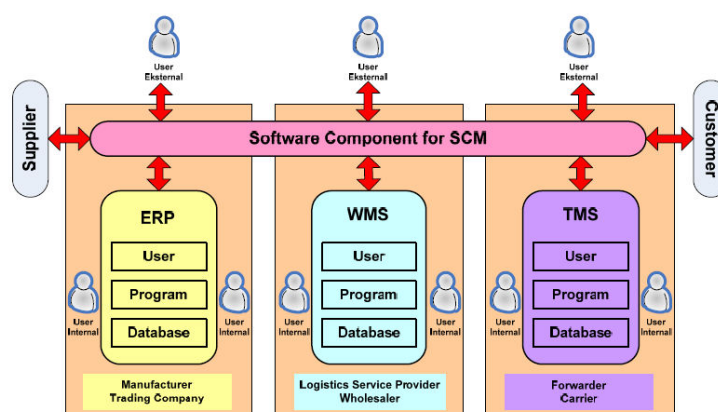 User
Eksternal
User
Eksternal
User
Eksternal
Supplier
Software Component for SCM
Customer
ERP
User
Program
Database
User
Internal
User
Internal
Manufacturer
Trading Company
WMS
User
Program
Database
User
Internal
User
Internal
Logistics Service Provider
Wholesaler
TMS
User
Program
Database
User
Internal
User
Internal
Forwarder
Carrier